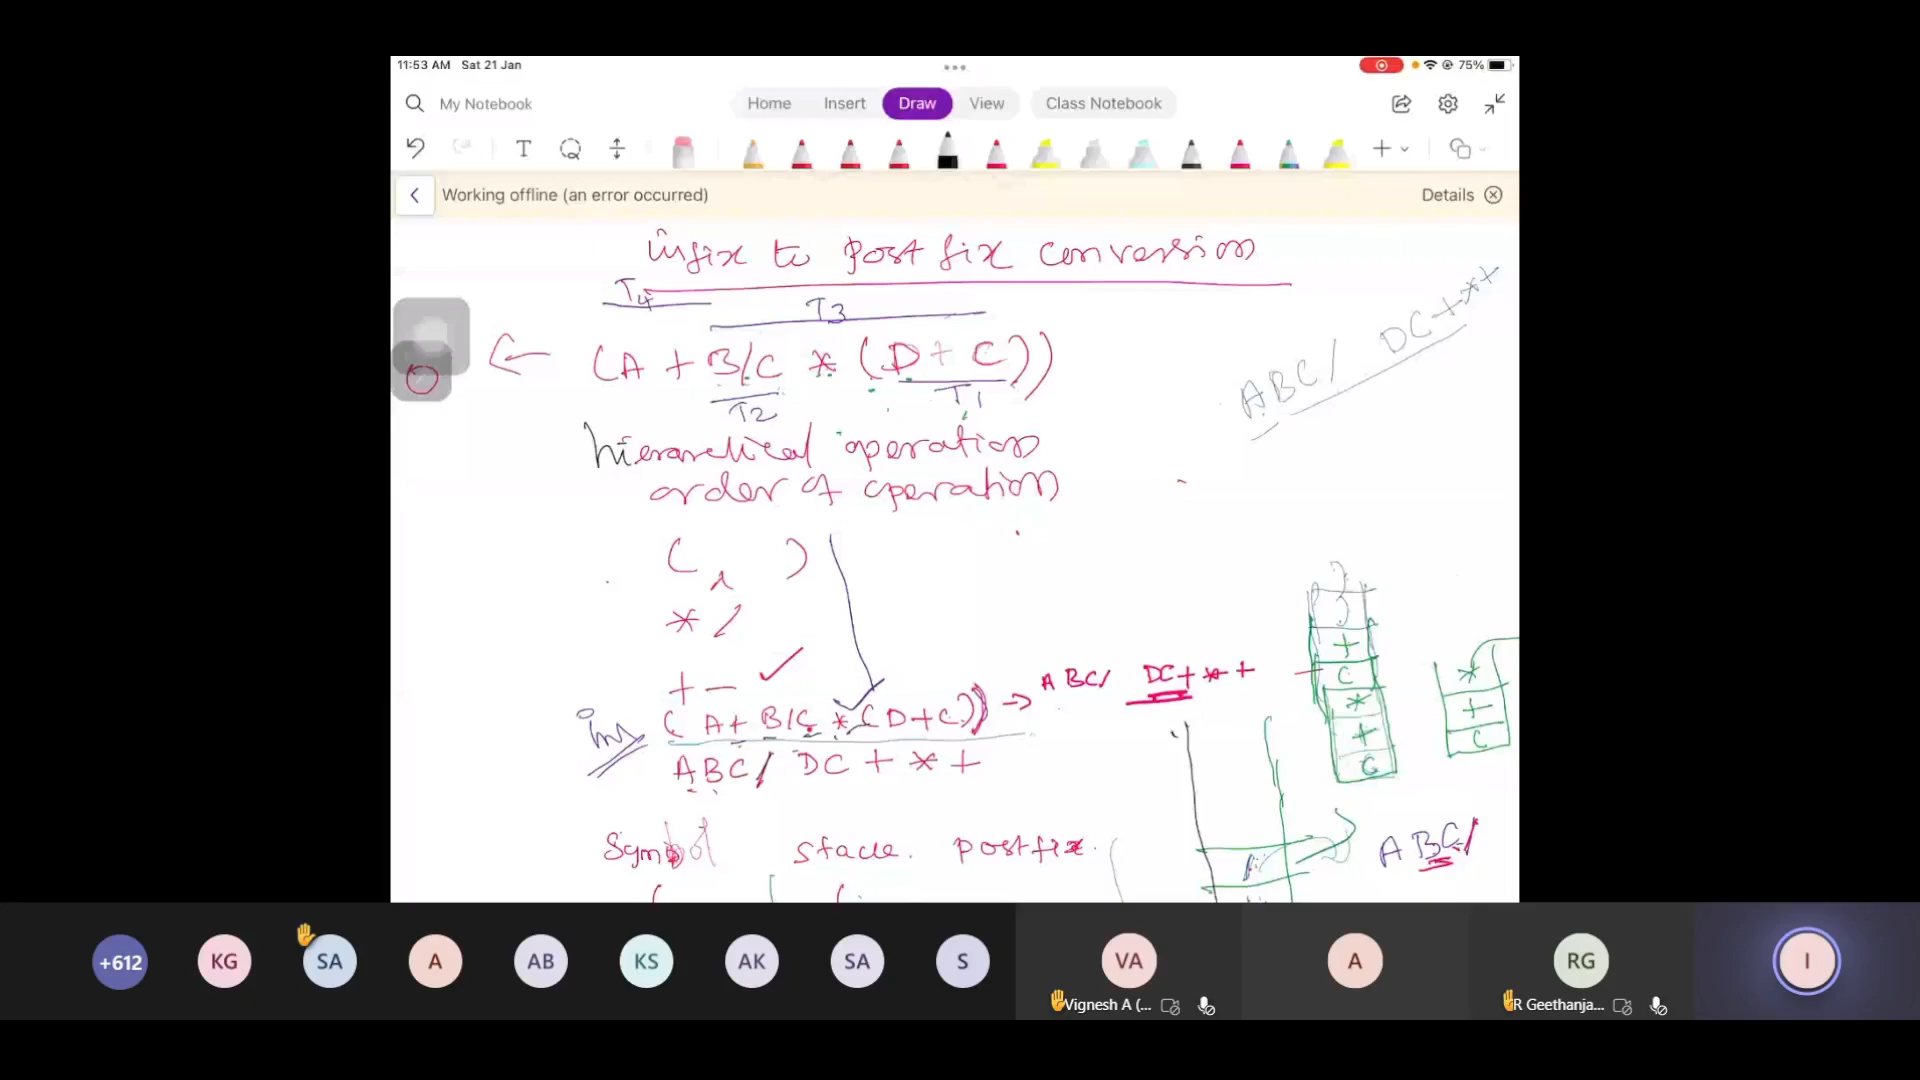 11:53 AM Sat 21 Jan
75%
My Notebook
Home Insert Draw View Class Notebook
T
Working offline (an error occurred)
Details
infix to Postfix conversion
T4
T3
(A + B/C * (D + C))
T2
T1
ABC/ DC+*+
hierarchical operation
order of operation
( )
* /
+ -
(A+B/C*(D+C)) → ABC/ DC+*+
ABC/ DC+*+
+
C
*
+
C
*
+
C
Symbol stack. postfix.
( (
ABC/
+612
KG
SA
A
AB
KS
AK
SA
S
VA
A
RG
I
Vignesh A (...
R Geethanja...